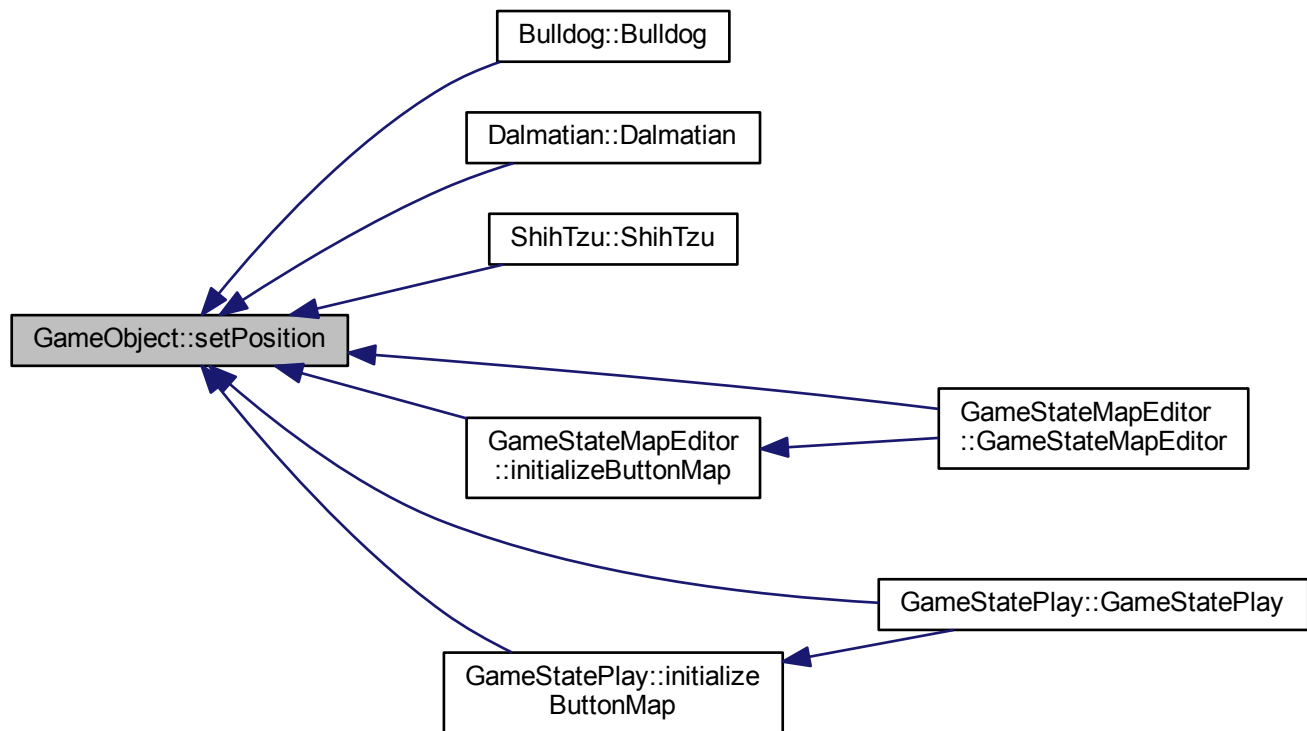 Bulldog::Bulldog
Dalmatian::Dalmatian
ShihTzu::ShihTzu
GameObject::setPosition
GameStateMapEditor
::GameStateMapEditor
GameStateMapEditor
::initializeButtonMap
GameStatePlay::GameStatePlay
GameStatePlay::initialize
ButtonMap